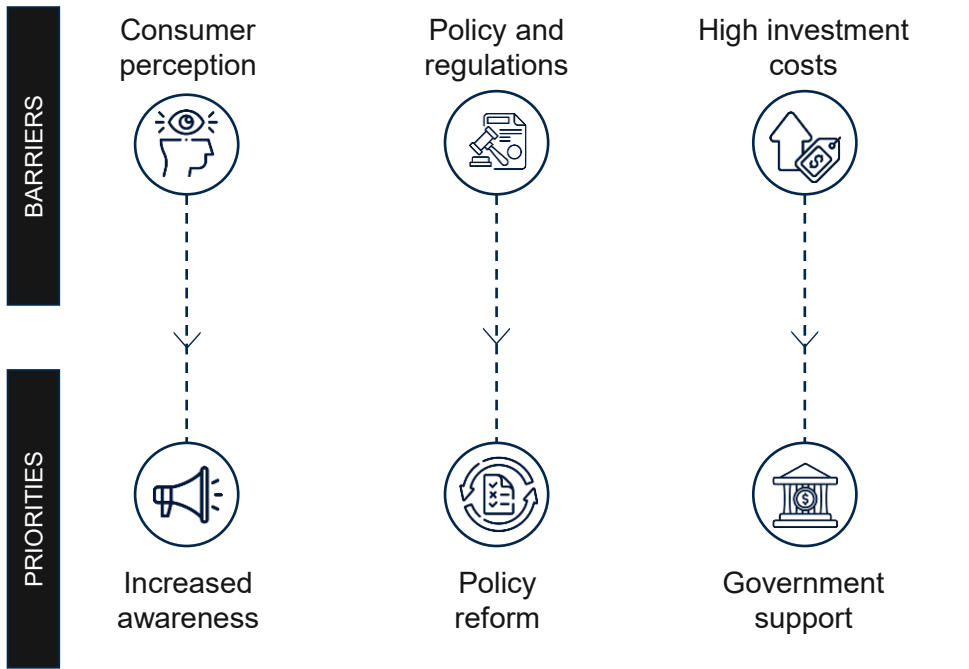 BARRIERS
Consumer
perception
Policy and
regulations
High investment
costs
$
PRIORITIES
$
Increased
awareness
Policy
reform
Government
support